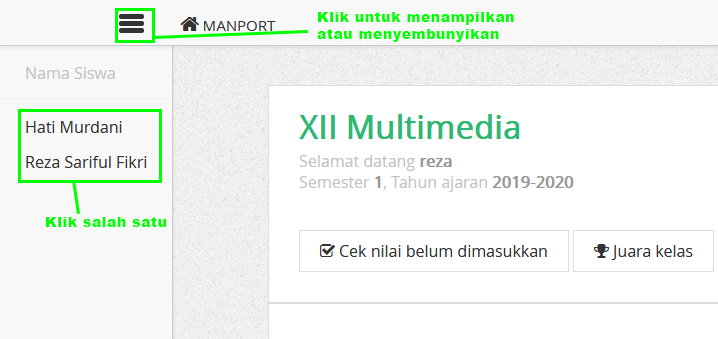 Klik untuk menampilkan
atau menyembunyikan
MANPORT
Nama Siswa
Hati Murdani
Reza Sariful Fikri
Klik salah satu
XII Multimedia
Selamat datang reza
Semester 1, Tahun ajaran 2019-2020
Cek nilai belum dimasukkan
Juara kelas